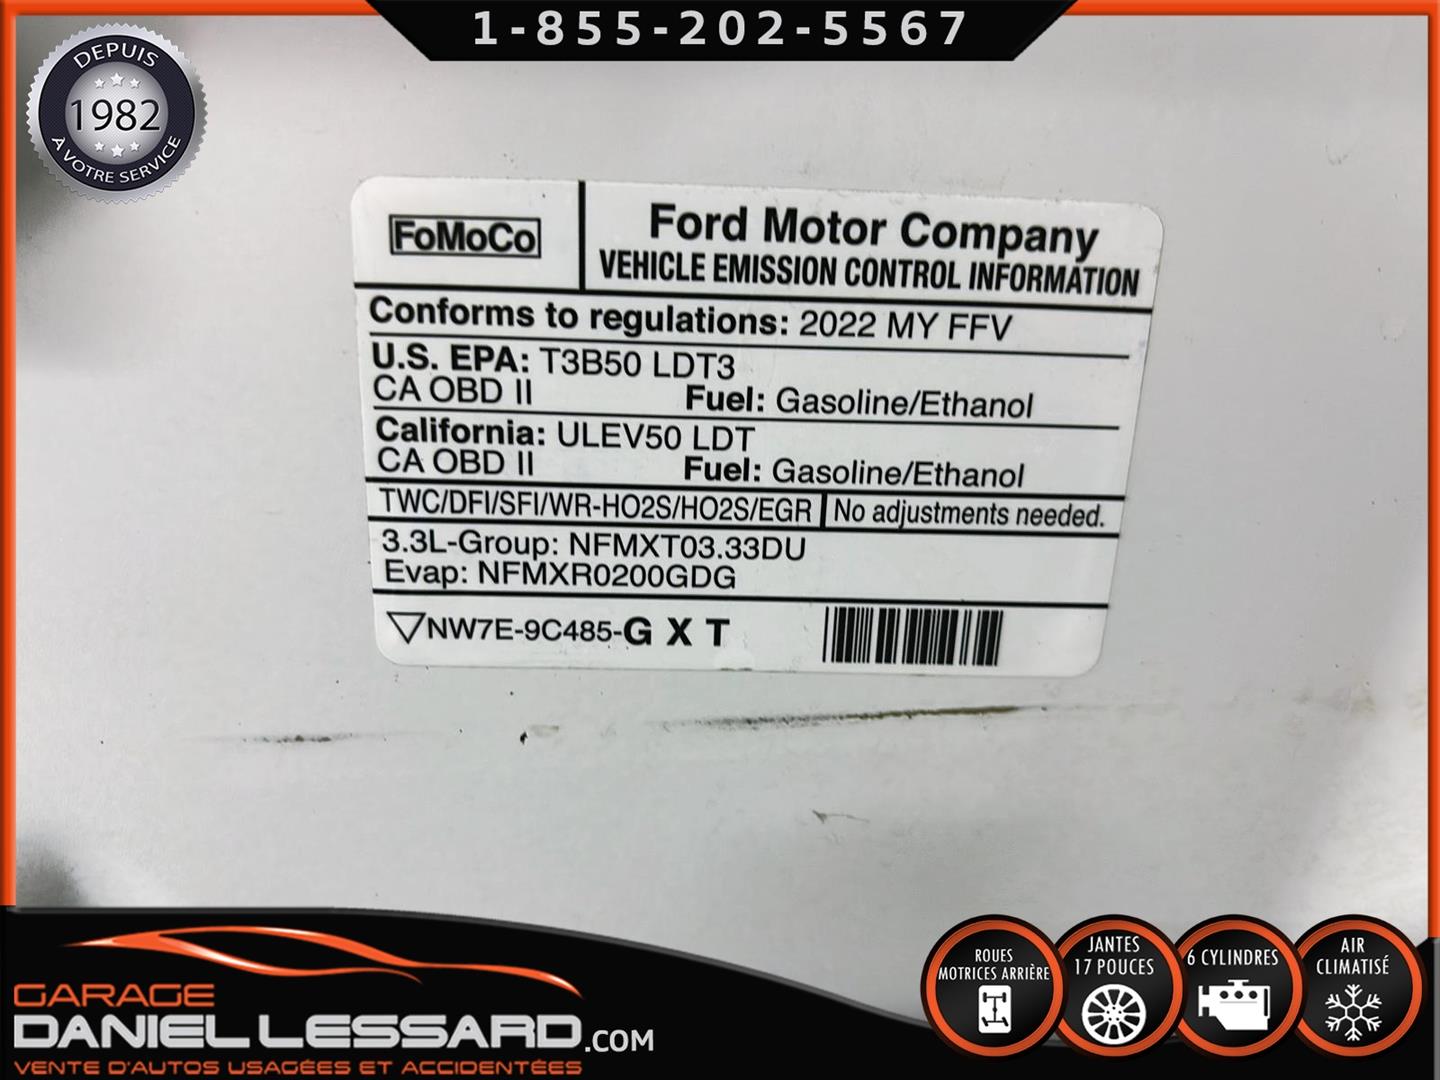 1-855-202-5567
DEPUIS
1982
À VOTRE SERVICE
FoMoCo
Ford Motor Company
VEHICLE EMISSION CONTROL INFORMATION
Conforms to regulations: 2022 MY FFV
U.S. EPA: T3B50 LDT3
CA OBD II Fuel: Gasoline/Ethanol
California: ULEV50 LDT
CA OBD II Fuel: Gasoline/Ethanol
TWC/DFI/SFI/WR-HO2S/HO2S/EGR No adjustments needed.
3.3L-Group: NFMXT03.33DU
Evap: NFMXR0200GDG
NW7E-9C485-G X T
GARAGE
DANIEL LESSARD.COM
VENTE D'AUTOS USAGÉES ET ACCIDENTÉES
ROUES
MOTRICES ARRIÈRE
JANTES
17 POUCES
6 CYLINDRES
AIR
CLIMATISÉ